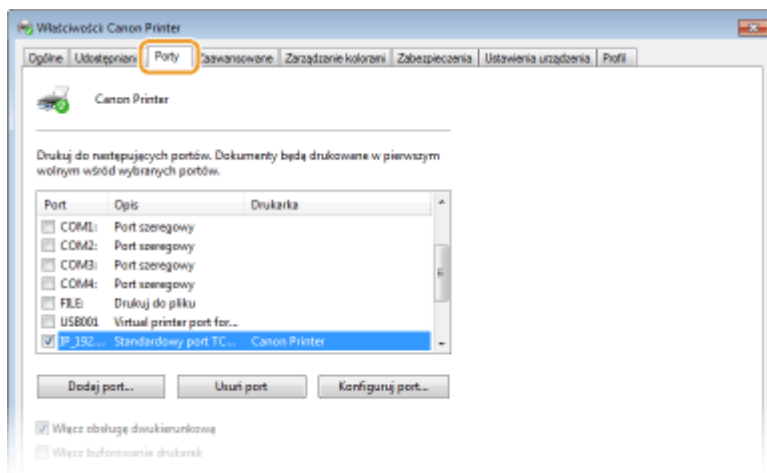 Właściwości: Canon Printer
Ogólne Udostępniani Porty Zaawansowane Zarządzanie kolorami Zabezpieczenia Ustawienia urządzenia Profil
Canon Printer
Drukuj do następujących portów. Dokumenty będą drukowane w pierwszym
wolnym wśród wybranych portów.
Port Opis Drukarka
COM1: Port szeregowy
COM2: Port szeregowy
COM3: Port szeregowy
COM4: Port szeregowy
FILE: Drukuj do pliku
USB001 Virtual printer port for...
IP_192.... Standardowy port TC... Canon Printer
Dodaj port... Usuń port Konfiguruj port...
Włącz obsługę dwukierunkową
Włącz buforowanie drukarek